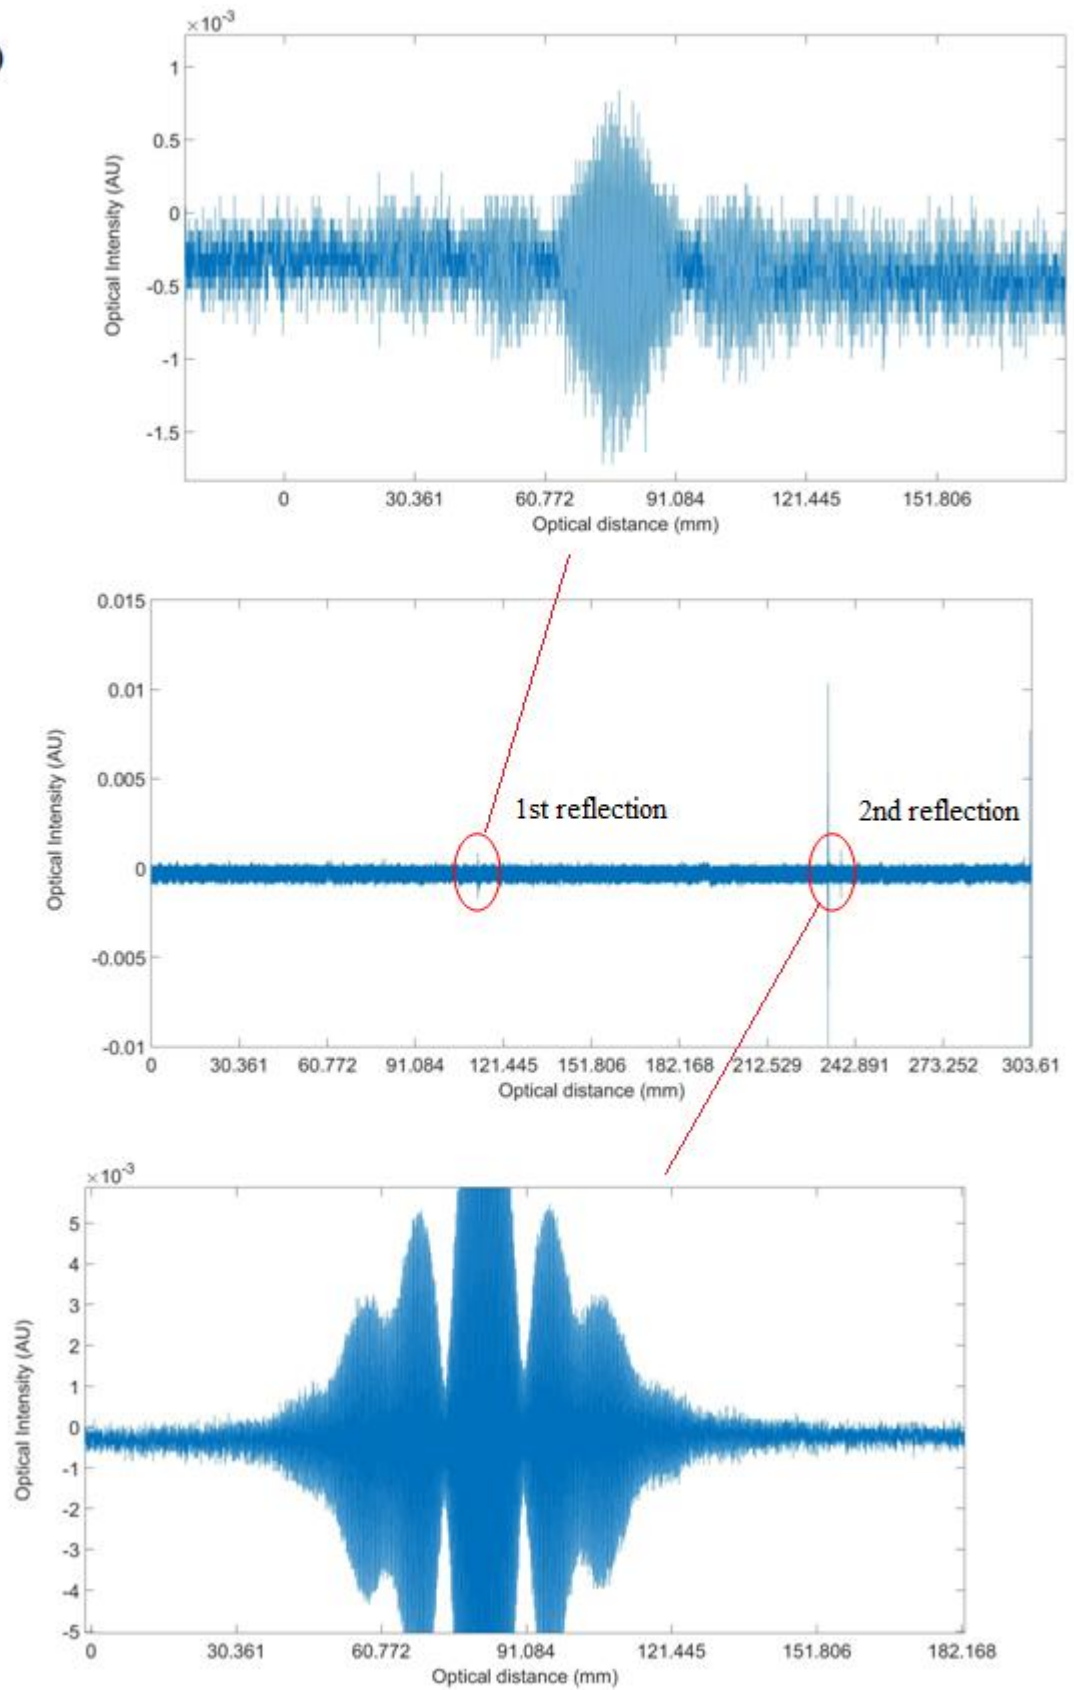 )
×10-3
1
0.5
0
-0.5
-1
-1.5
Optical Intensity (AU)
0 30.361 60.772 91.084 121.445 151.806
Optical distance (mm)
0.015
0.01
0.005
0
-0.005
-0.01
Optical Intensity (AU)
1st reflection
2nd reflection
0 30.361 60.772 91.084 121.445 151.806 182.168 212.529 242.891 273.252 303.61
Optical distance (mm)
×10-3
5
4
3
2
1
0
-1
-2
-3
-4
-5
Optical Intensity (AU)
0 30.361 60.772 91.084 121.445 151.806 182.168
Optical distance (mm)